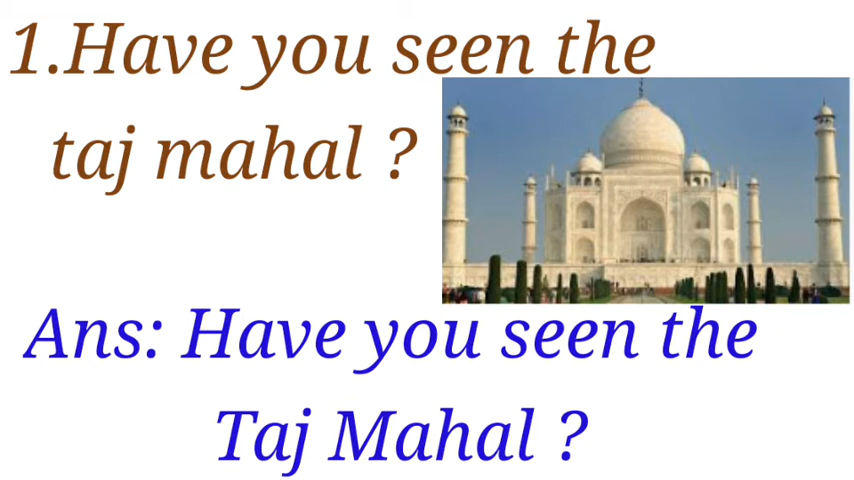 1.Have you seen the
taj mahal ?
Ans: Have you seen the
Taj Mahal ?